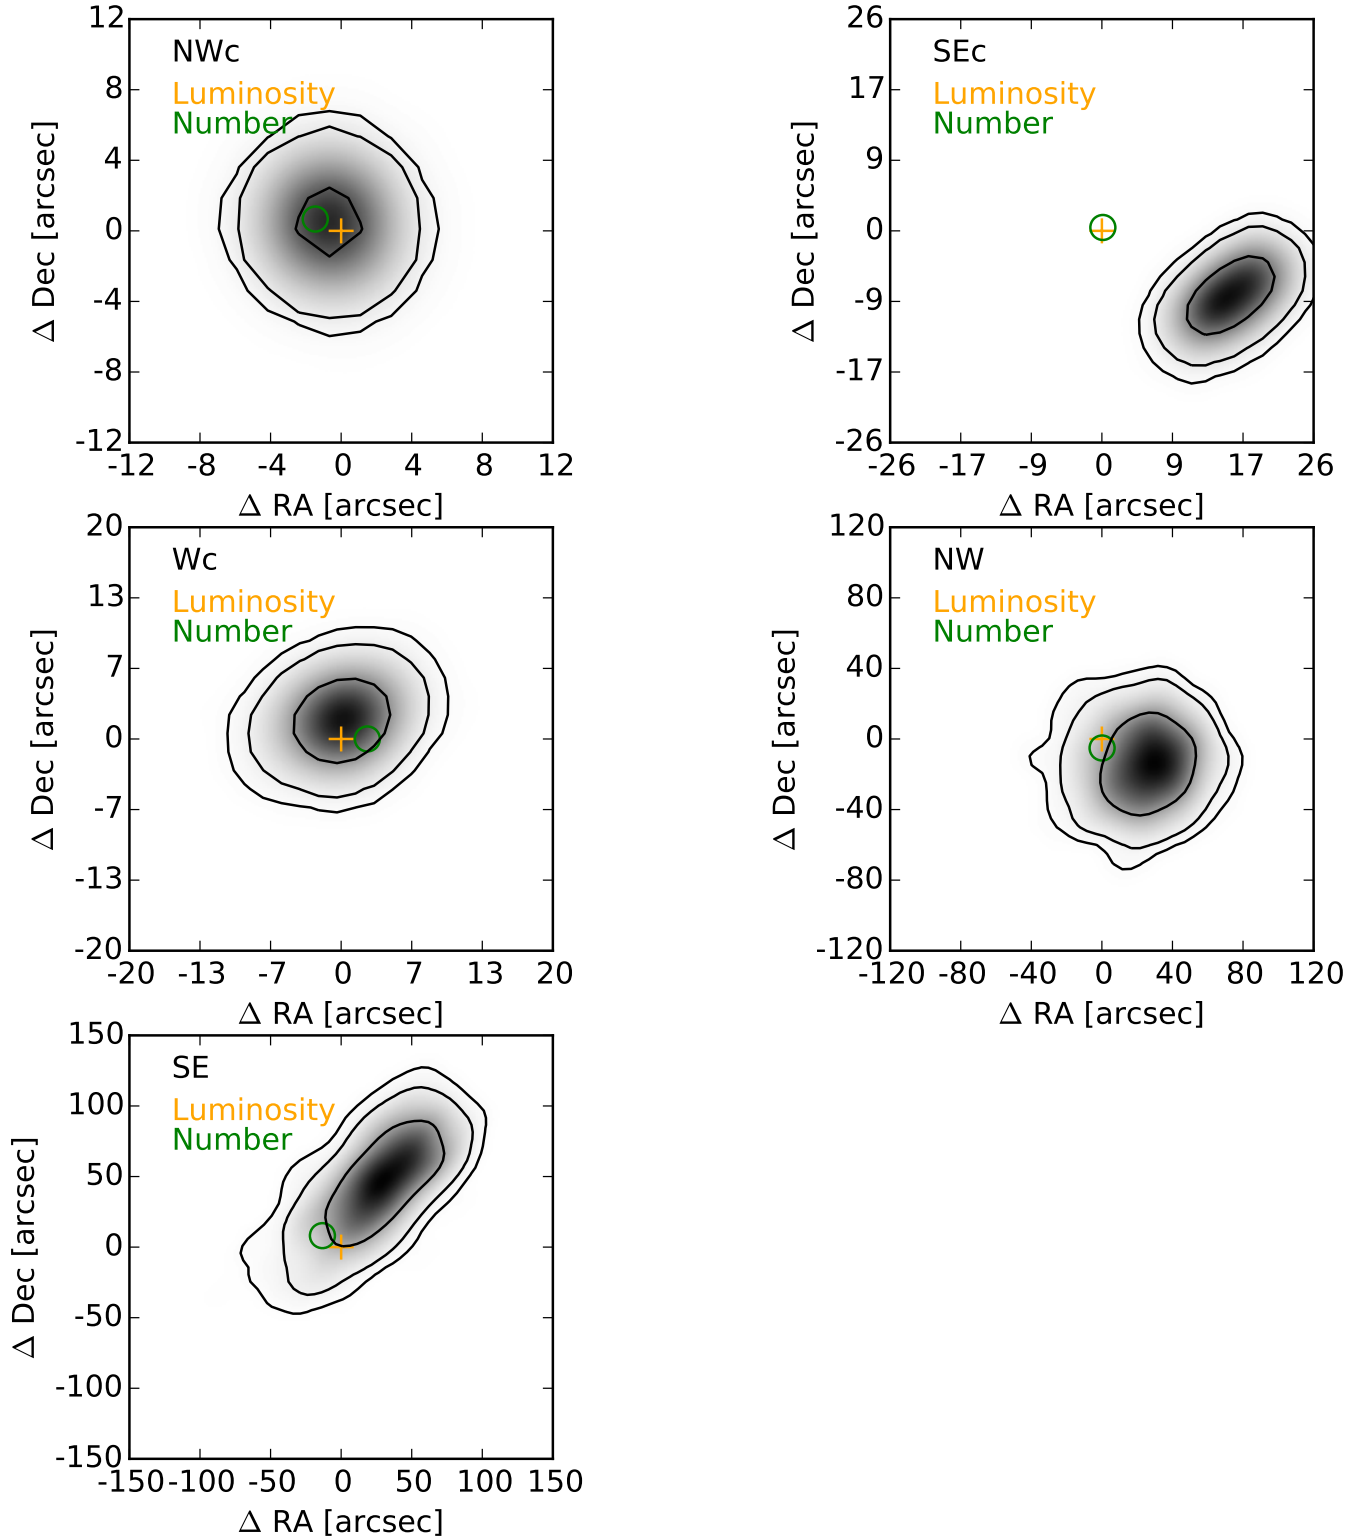 NWc
Luminosity
Number
12
8
4
0
-4
-8
-12
-12 -8 -4 0 4 8 12
Δ RA [arcsec]
Δ Dec [arcsec]
SEc
Luminosity
Number
26
17
9
0
-9
-17
-26
-26 -17 -9 0 9 17 26
Δ RA [arcsec]
Δ Dec [arcsec]
Wc
Luminosity
Number
20
13
7
0
-7
-13
-20
-20 -13 -7 0 7 13 20
Δ RA [arcsec]
Δ Dec [arcsec]
NW
Luminosity
Number
120
80
40
0
-40
-80
-120
-120 -80 -40 0 40 80 120
Δ RA [arcsec]
Δ Dec [arcsec]
SE
Luminosity
Number
150
100
50
0
-50
-100
-150
-150 -100 -50 0 50 100 150
Δ RA [arcsec]
Δ Dec [arcsec]